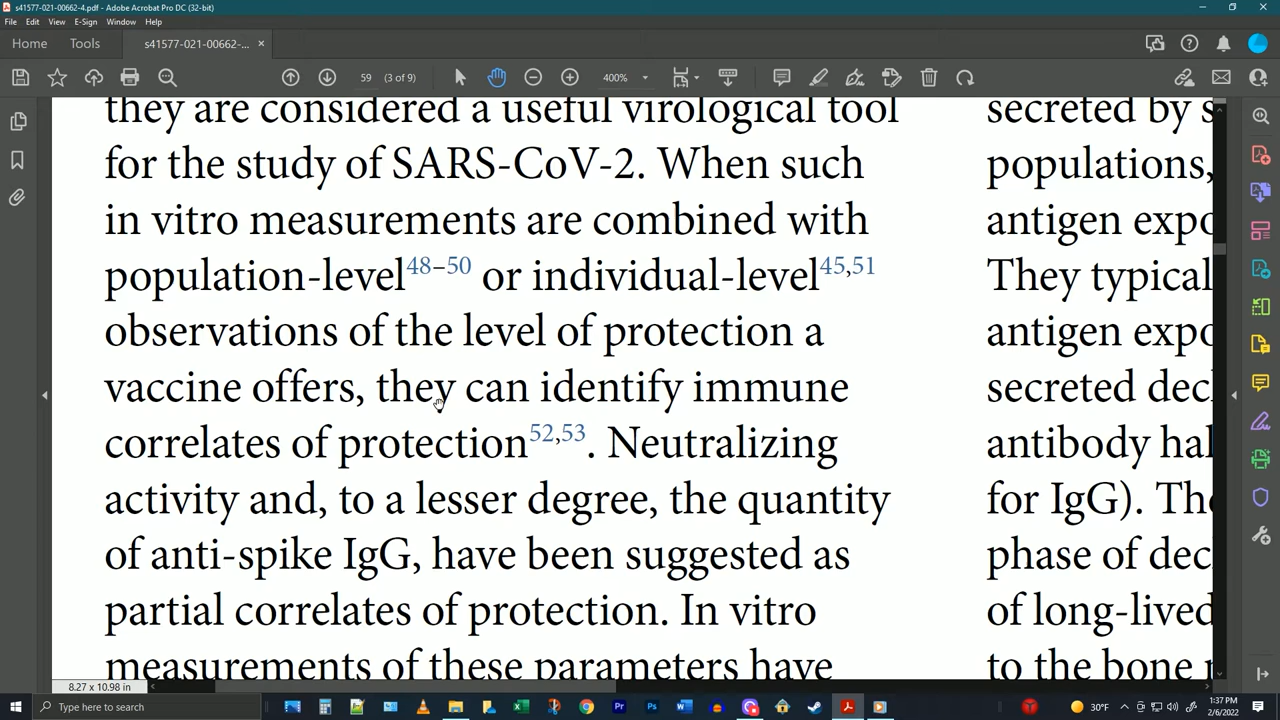 s41577-021-00662-4.pdf - Adobe Acrobat Pro DC (32-bit)
File Edit View E-Sign Window Help
Home Tools s41577-021-00662-... ×
59 (3 of 9) 400%
they are considered a useful virological tool
for the study of SARS-CoV-2. When such
in vitro measurements are combined with
population-level48–50 or individual-level45,51
observations of the level of protection a
vaccine offers, they can identify immune
correlates of protection52,53. Neutralizing
activity and, to a lesser degree, the quantity
of anti-spike IgG, have been suggested as
partial correlates of protection. In vitro
measurements of these parameters have
secreted by s
populations,
antigen expo
They typical
antigen expo
secreted decl
antibody hal
for IgG). The
phase of decl
of long-lived
to the bone
8.27 x 10.98 in
Type here to search
30°F
1:37 PM
2/6/2022